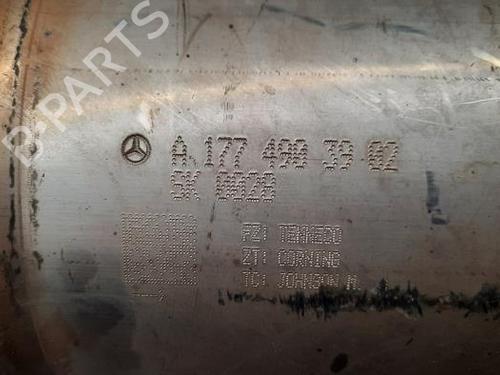 B-PARTS
A 177 490 39 02
SK 0028
FZ: TENNECO
ZT: CORNING
TC: JOHNSON M.